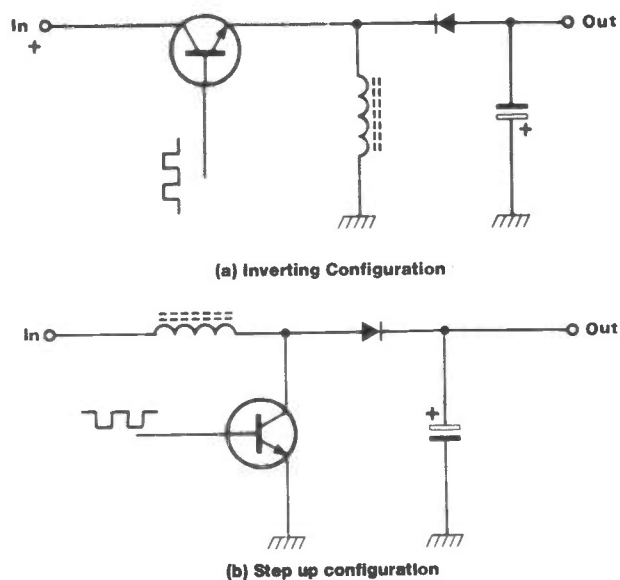 In
+
Out
+
(a) Inverting Configuration
In
Out
+
(b) Step up configuration